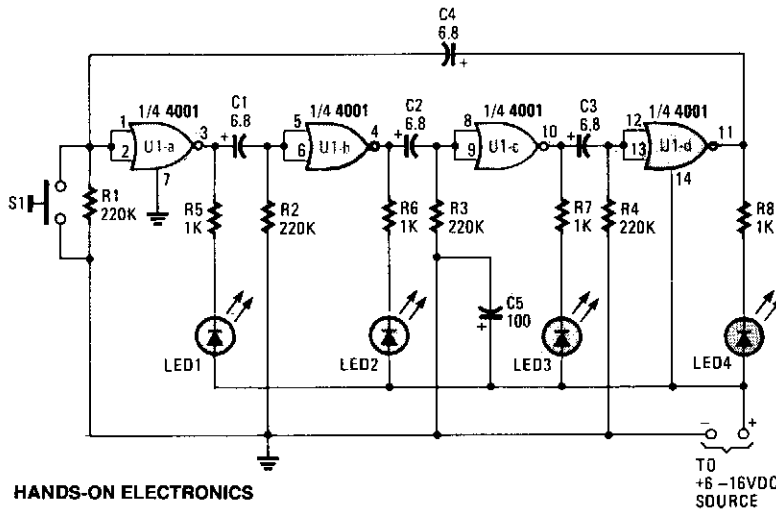 C4
6.8
+
1/4 4001
C1
6.8
1/4 4001
C2
6.8
1/4 4001
C3
6.8
1/4 4001
1
2
U1-a
3
+
5
6
U1-b
4
+
8
9
U1-c
10
+
12
13
U1-d
11
7
14
S1
R1
220K
R5
1K
R2
220K
R6
1K
R3
220K
R7
1K
R4
220K
R8
1K
C5
100
+
LED1
LED2
LED3
LED4
- +
TO
+6 –16VDC
SOURCE
HANDS-ON ELECTRONICS